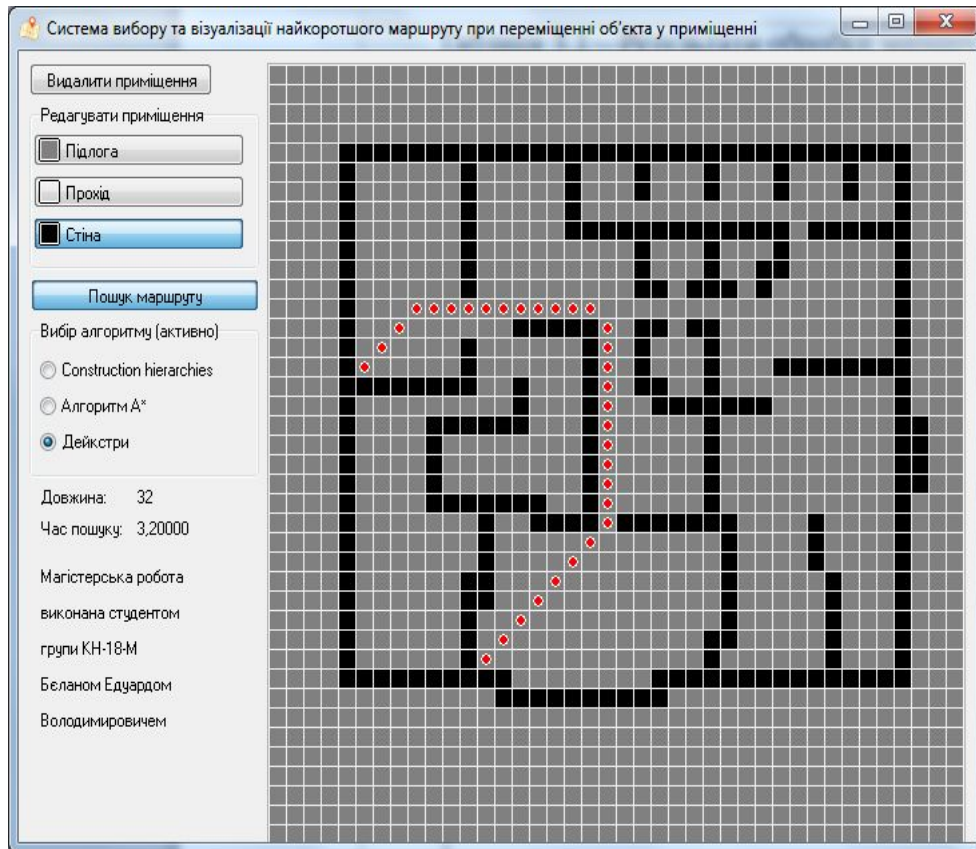 Система вибору та візуалізації найкоротшого маршруту при переміщенні об'єкта у приміщенні
Видалити приміщення
Редагувати приміщення
Підлога
Прохід
Стіна
Пошук маршруту
Вибір алгоритму (активно)
Construction hierarchies
Алгоритм А*
Дейкстри
Довжина: 32
Час пошуку: 3,20000
Магістерська робота
виконана студентом
групи КН-18-М
Бєланом Едуардом
Володимировичем